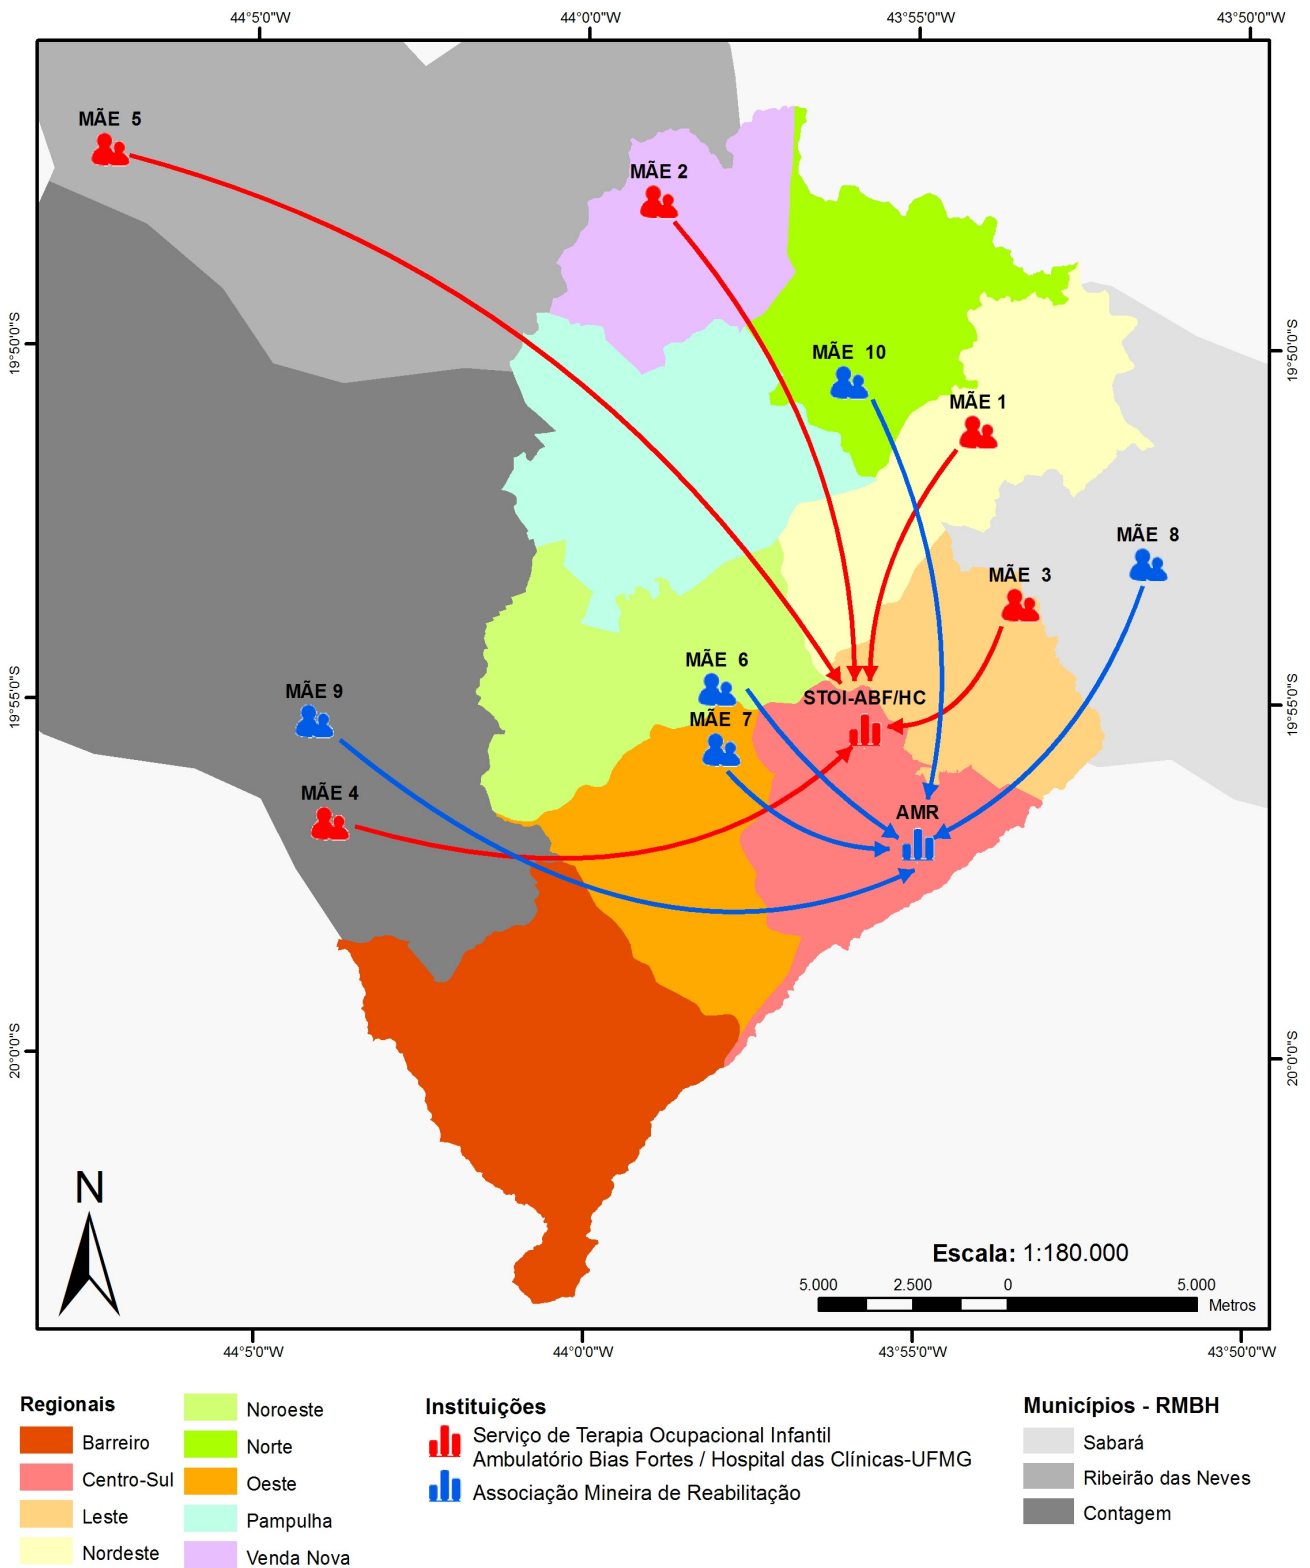 44°5'0"W 44°0'0"W 43°55'0"W 43°50'0"W
MÃE 5
MÃE 2
19°50'0"S 19°50'0"S
MÃE 10
MÃE 1
MÃE 8
MÃE 3
MÃE 6
19°55'0"S 19°55'0"S
MÃE 9
STOI-ABF/HC
MÃE 7
MÃE 4
AMR
20°0'0"S 20°0'0"S
N
Escala: 1:180.000
5.000 2.500 0 5.000
Metros
44°5'0"W 44°0'0"W 43°55'0"W 43°50'0"W
Regionais
Barreiro
Centro-Sul
Leste
Nordeste
Noroeste
Norte
Oeste
Pampulha
Venda Nova
Instituições
Serviço de Terapia Ocupacional Infantil
Ambulatório Bias Fortes / Hospital das Clínicas-UFMG
Associação Mineira de Reabilitação
Municípios - RMBH
Sabará
Ribeirão das Neves
Contagem